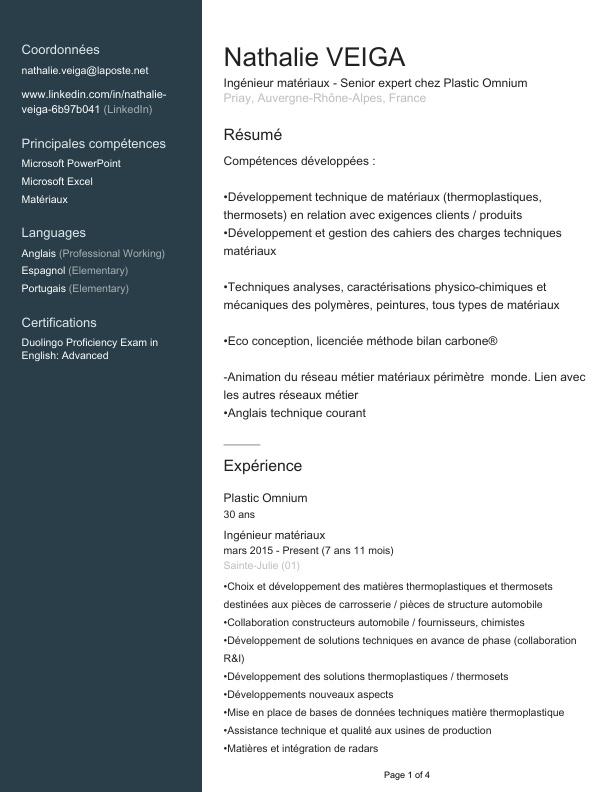 Coordonnées
nathalie.veiga@laposte.net
www.linkedin.com/in/nathalie-
veiga-6b97b041 (LinkedIn)
Principales compétences
Microsoft PowerPoint
Microsoft Excel
Matériaux
Languages
Anglais (Professional Working)
Espagnol (Elementary)
Portugais (Elementary)
Certifications
Duolingo Proficiency Exam in
English: Advanced
Nathalie VEIGA
Ingénieur matériaux - Senior expert chez Plastic Omnium
Priay, Auvergne-Rhône-Alpes, France
Résumé
Compétences développées :
•Développement technique de matériaux (thermoplastiques,
thermosets) en relation avec exigences clients / produits
•Développement et gestion des cahiers des charges techniques
matériaux
•Techniques analyses, caractérisations physico-chimiques et
mécaniques des polymères, peintures, tous types de matériaux
•Eco conception, licenciée méthode bilan carbone®
-Animation du réseau métier matériaux périmètre  monde. Lien avec
les autres réseaux métier
•Anglais technique courant
Expérience
Plastic Omnium
30 ans
Ingénieur matériaux
mars 2015 - Present (7 ans 11 mois)
Sainte-Julie (01)
•Choix et développement des matières thermoplastiques et thermosets
destinées aux pièces de carrosserie / pièces de structure automobile
•Collaboration constructeurs automobile / fournisseurs, chimistes
•Développement de solutions techniques en avance de phase (collaboration
R&I)
•Développement des solutions thermoplastiques / thermosets
•Développements nouveaux aspects
•Mise en place de bases de données techniques matière thermoplastique
•Assistance technique et qualité aux usines de production
•Matières et intégration de radars
Page 1 of 4